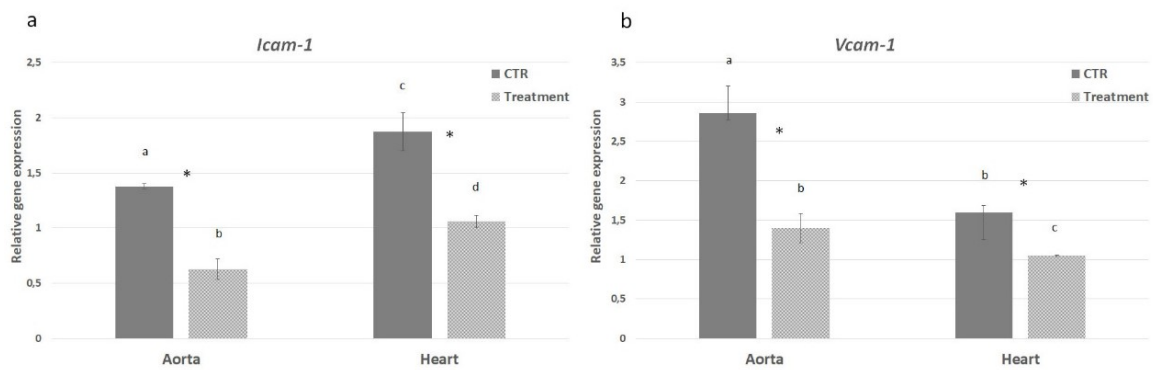 a
Icam-1
2,5
2
1,5
1
0,5
0
Relative gene expression
CTR
Treatment
a
*
b
c
*
d
Aorta
Heart
b
Vcam-1
3,5
3
2,5
2
1,5
1
0,5
0
Relative gene expression
CTR
Treatment
a
*
b
b
*
c
Aorta
Heart